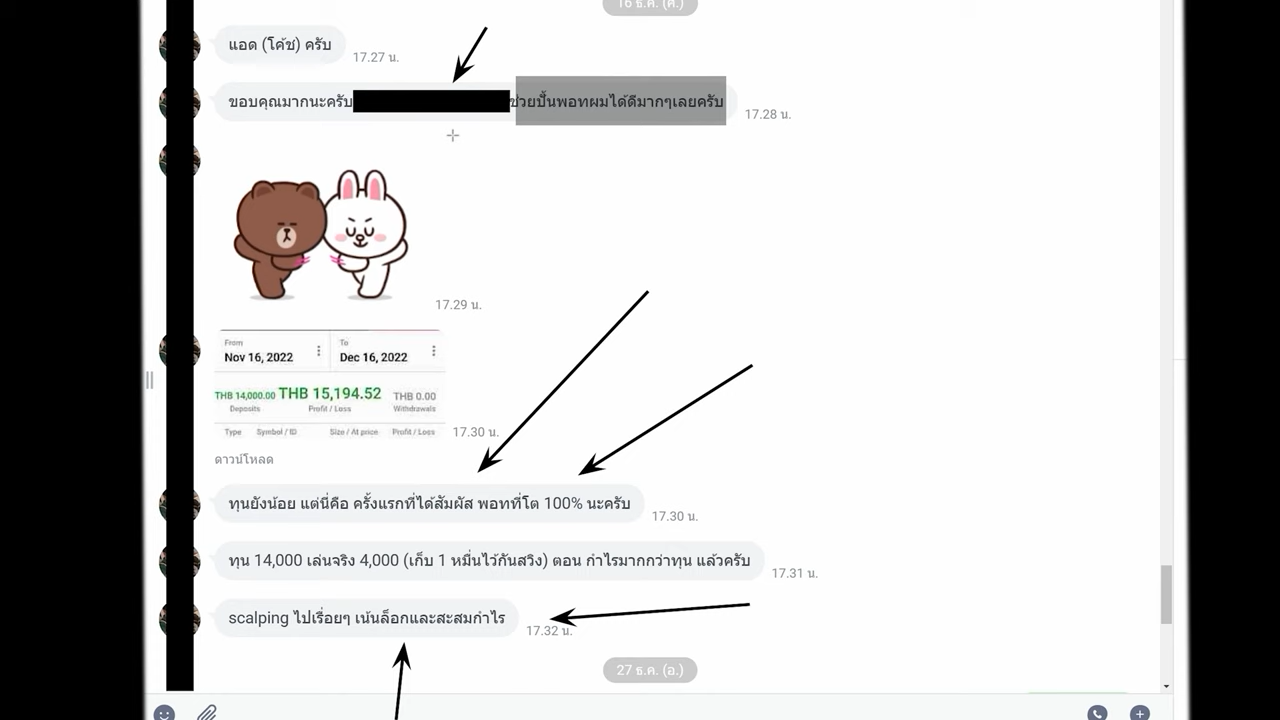 16 ธ.ค. (ศ.)
แอด (โค้ช) ครับ
17.27 น.
ขอบคุณมากนะครับ ช่วยปั้นพอทผมได้ดีมากๆเลยครับ
17.28 น.
17.29 น.
From To
Nov 16, 2022 Dec 16, 2022
THB 14,000.00 THB 15,194.52 THB 0.00
Deposits Profit / Loss Withdrawals
Type Symbol / ID Size / At price Profit / Loss
17.30 น.
ดาวน์โหลด
ทุนยังน้อย แต่นี่คือ ครั้งแรกที่ได้สัมผัส พอทที่โต 100% นะครับ
17.30 น.
ทุน 14,000 เล่นจริง 4,000 (เก็บ 1 หมื่นไว้กันสวิง) ตอน กำไรมากกว่าทุน แล้วครับ
17.31 น.
scalping ไปเรื่อยๆ เน้นล็อกและสะสมกำไร
17.32 น.
27 ธ.ค. (อ.)